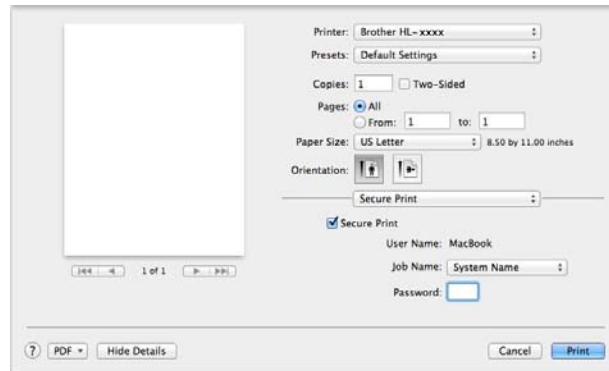 Printer: Brother HL-xxxx
Presets: Default Settings
Copies: 1 Two-Sided
Pages: All
From: 1 to: 1
Paper Size: US Letter 8.50 by 11.00 inches
Orientation:
Secure Print
Secure Print
User Name: MacBook
1 of 1
Job Name: System Name
Password:
? PDF Hide Details Cancel Print